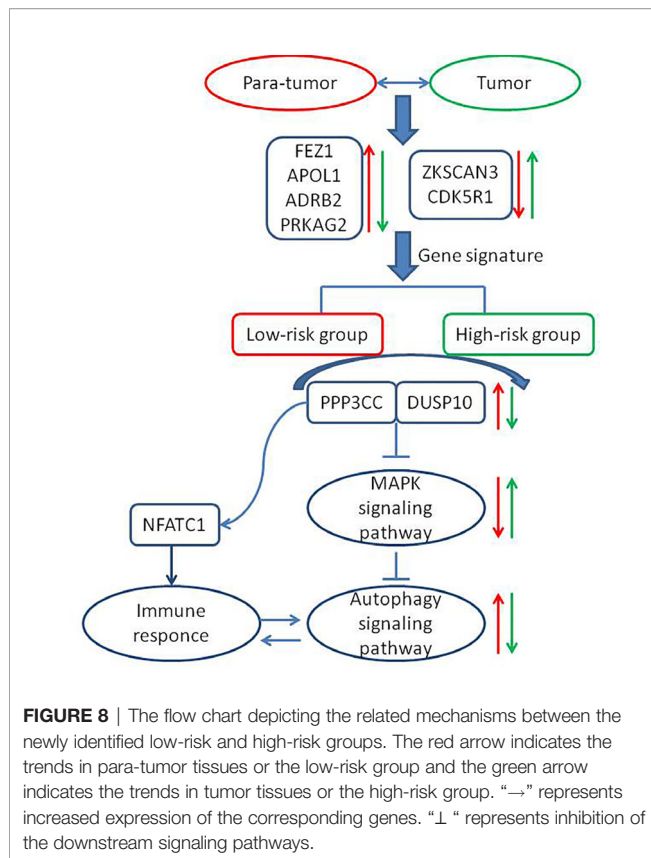 Para-tumor
Tumor
FEZ1
APOL1
ADRB2
PRKAG2
ZKSCAN3
CDK5R1
Gene signature
Low-risk group
High-risk group
PPP3CC
DUSP10
MAPK
signaling
pathway
NFATC1
Immune
responce
Autophagy
signaling
pathway
FIGURE 8 | The flow chart depicting the related mechanisms between the
newly identified low-risk and high-risk groups. The red arrow indicates the
trends in para-tumor tissues or the low-risk group and the green arrow
indicates the trends in tumor tissues or the high-risk group. “→” represents
increased expression of the corresponding genes. “⊥ “ represents inhibition of
the downstream signaling pathways.